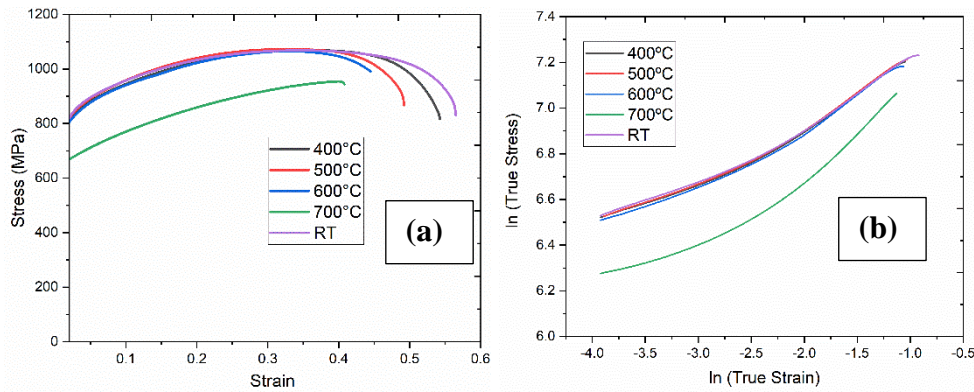 1200
1000
800
600
400
200
0
Stress (MPa)
400°C
500°C
600°C
700°C
RT
(a)
0.1 0.2 0.3 0.4 0.5 0.6
Strain
7.4
7.2
7.0
6.8
6.6
6.4
6.2
6.0
ln (True Stress)
400ºC
500ºC
600ºC
700ºC
RT
(b)
-4.0 -3.5 -3.0 -2.5 -2.0 -1.5 -1.0 -0.5
ln (True Strain)